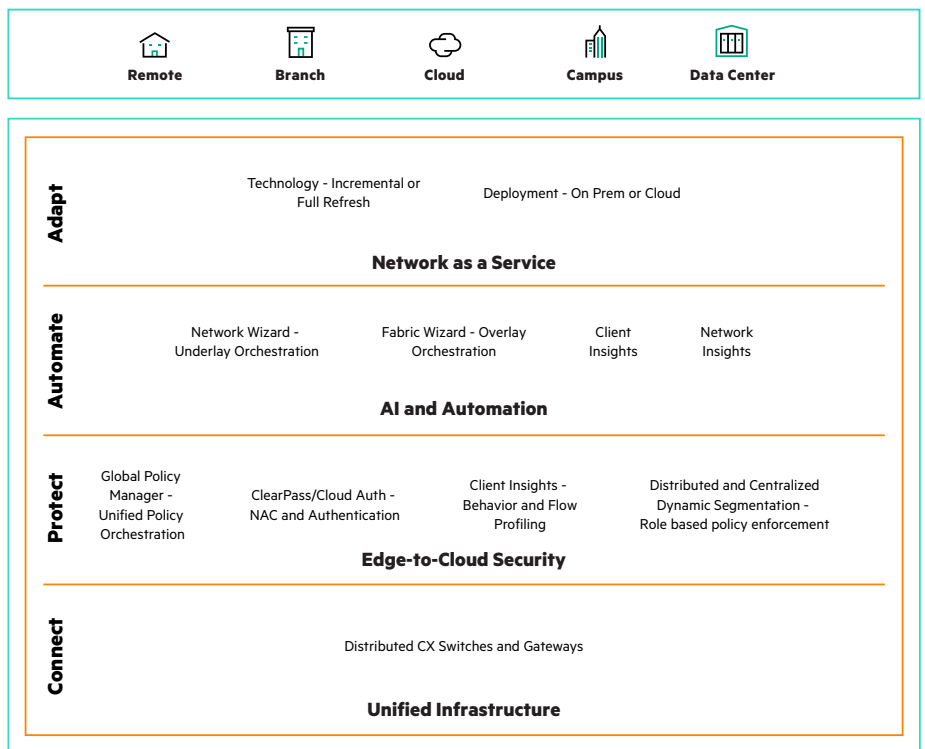 Remote
Branch
Cloud
Campus
Data Center
Adapt
Technology - Incremental or
Full Refresh
Deployment - On Prem or Cloud
Network as a Service
Automate
Network Wizard -
Underlay Orchestration
Fabric Wizard - Overlay
Orchestration
Client
Insights
Network
Insights
AI and Automation
Protect
Global Policy
Manager -
Unified Policy
Orchestration
ClearPass/Cloud Auth -
NAC and Authentication
Client Insights -
Behavior and Flow
Profiling
Distributed and Centralized
Dynamic Segmentation -
Role based policy enforcement
Edge-to-Cloud Security
Connect
Distributed CX Switches and Gateways
Unified Infrastructure